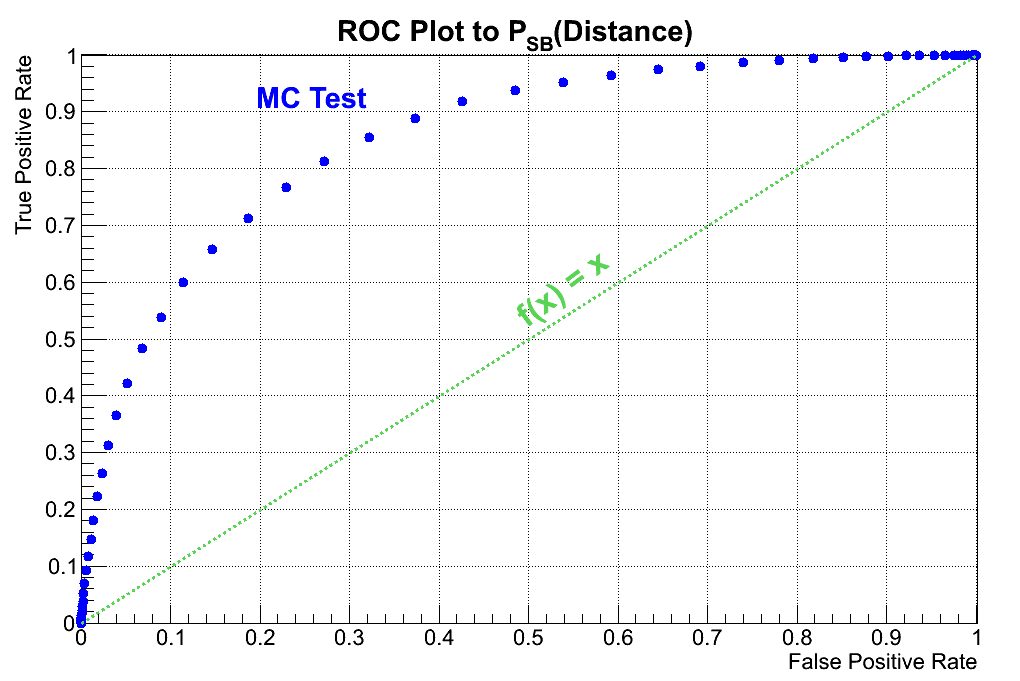 ROC Plot to P_SB(Distance)
True Positive Rate
1
0.9
0.8
0.7
0.6
0.5
0.4
0.3
0.2
0.1
0
MC Test
f(x) = x
0 0.1 0.2 0.3 0.4 0.5 0.6 0.7 0.8 0.9 1
False Positive Rate